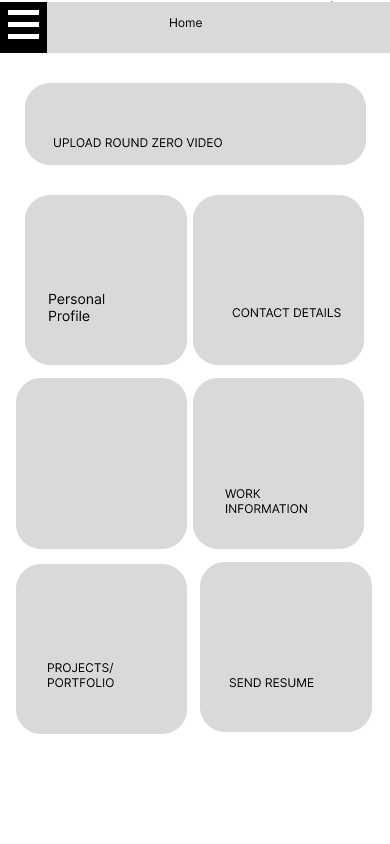 Home
UPLOAD ROUND ZERO VIDEO
Personal
Profile
CONTACT DETAILS
WORK
INFORMATION
PROJECTS/
PORTFOLIO
SEND RESUME